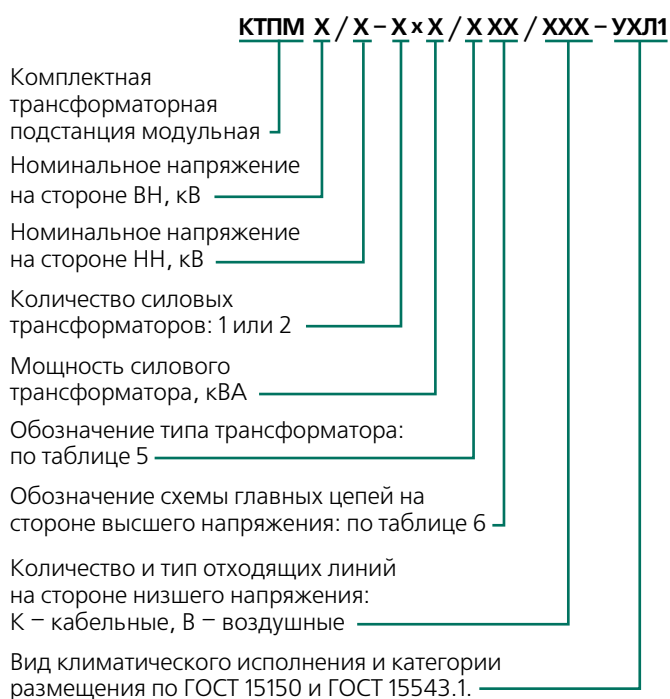 КТПМ Х / Х – Х х Х / Х ХХ / ХХХ – УХЛ1
Комплектная
трансформаторная
подстанция модульная
Номинальное напряжение
на стороне ВН, кВ
Номинальное напряжение
на стороне НН, кВ
Количество силовых
трансформаторов: 1 или 2
Мощность силового
трансформатора, кВА
Обозначение типа трансформатора:
по таблице 5
Обозначение схемы главных цепей на
стороне высшего напряжения: по таблице 6
Количество и тип отходящих линий
на стороне низшего напряжения:
К – кабельные, В – воздушные
Вид климатического исполнения и категории
размещения по ГОСТ 15150 и ГОСТ 15543.1.